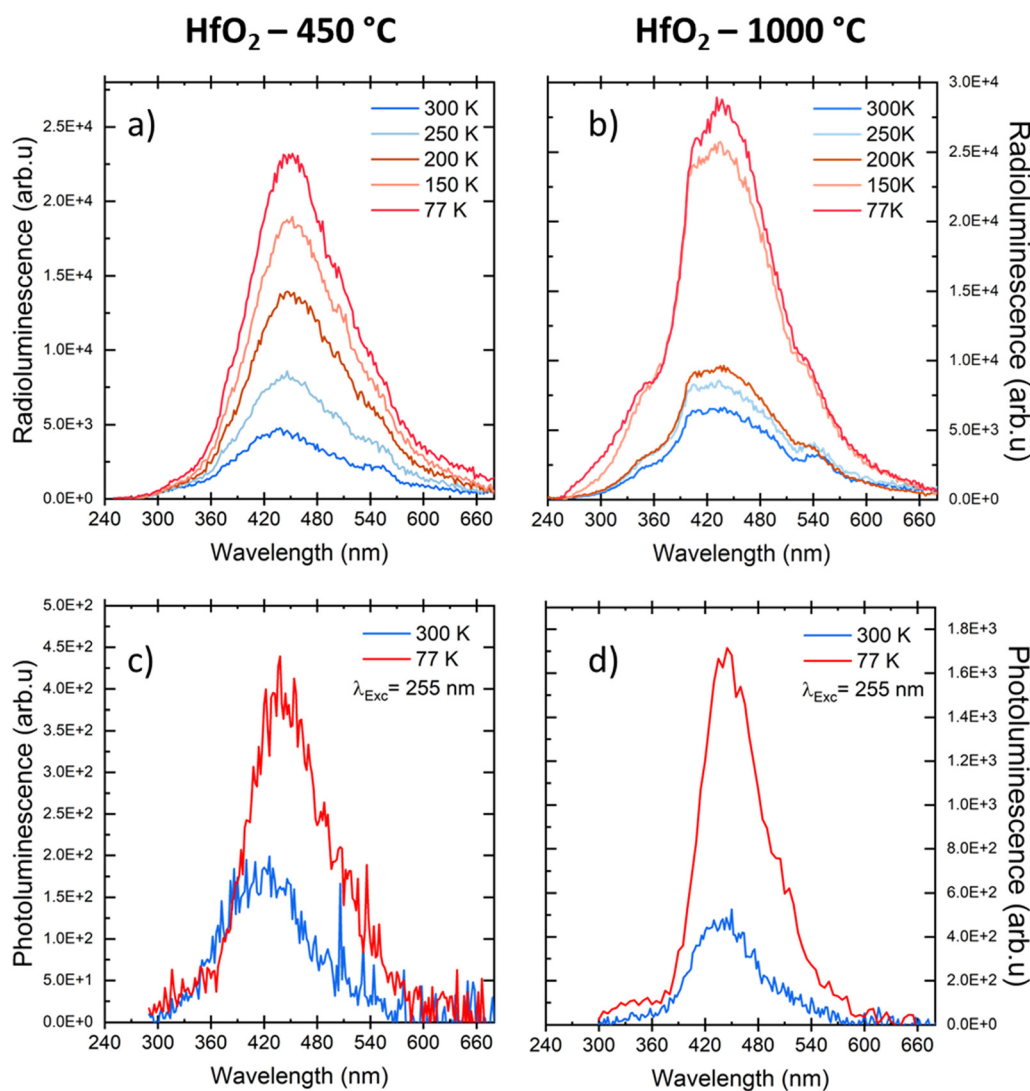 HfO₂ – 450 °C
HfO₂ – 1000 °C
a)
300 K
250 K
200 K
150 K
77 K
Radioluminescence (arb.u)
2.5E+4
2.0E+4
1.5E+4
1.0E+4
5.0E+3
0.0E+0
240 300 360 420 480 540 600 660
Wavelength (nm)
b)
300K
250K
200K
150K
77K
3.0E+4
2.5E+4
2.0E+4
1.5E+4
1.0E+4
5.0E+3
0.0E+0
Radioluminescence (arb.u)
240 300 360 420 480 540 600 660
Wavelength (nm)
c)
300 K
77 K
λExc= 255 nm
Photoluminescence (arb.u)
5.0E+2
4.5E+2
4.0E+2
3.5E+2
3.0E+2
2.5E+2
2.0E+2
1.5E+2
1.0E+2
5.0E+1
0.0E+0
240 300 360 420 480 540 600 660
Wavelength (nm)
d)
300 K
77 K
λExc= 255 nm
1.8E+3
1.6E+3
1.4E+3
1.2E+3
1.0E+3
8.0E+2
6.0E+2
4.0E+2
2.0E+2
0.0E+0
Photoluminescence (arb.u)
240 300 360 420 480 540 600 660
Wavelength (nm)